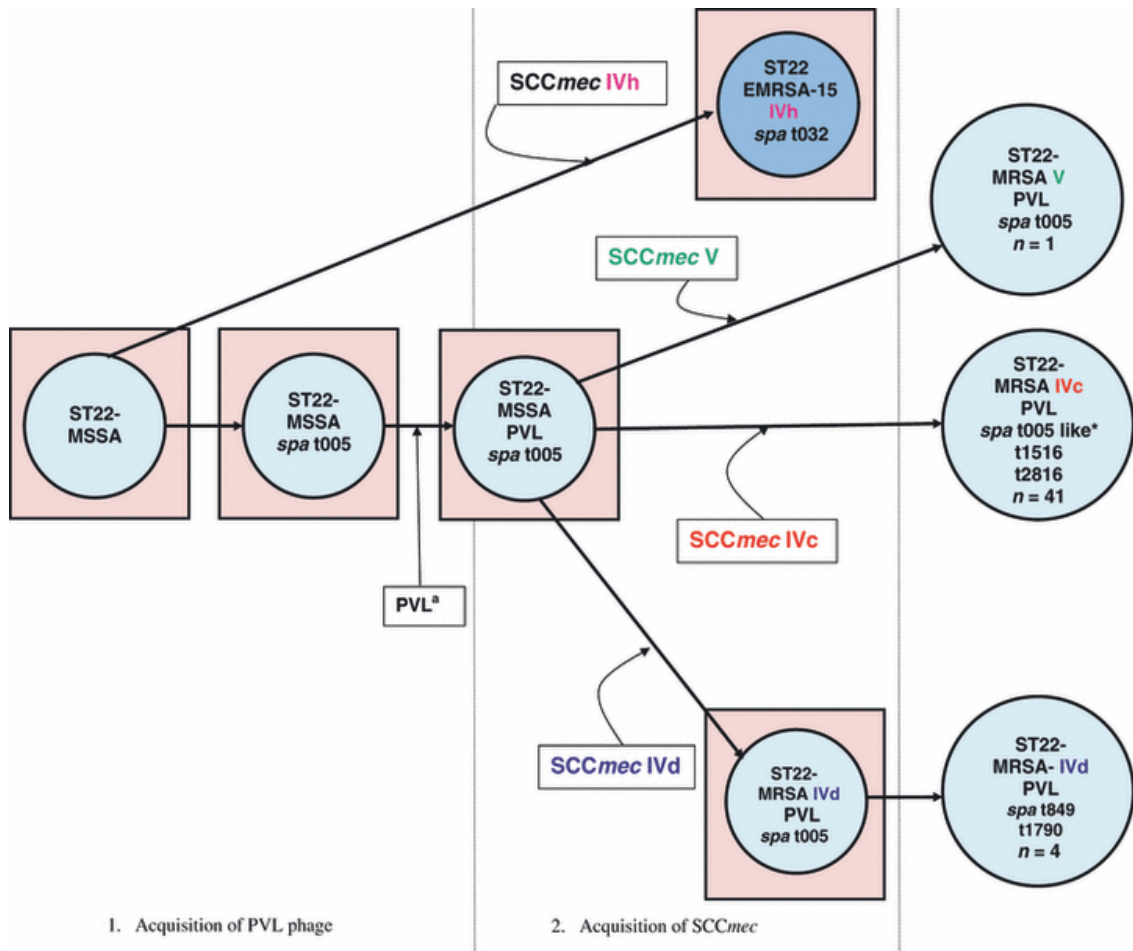 SCCmec IVh
ST22
EMRSA-15
IVh
spa t032
ST22-
MRSA V
PVL
spa t005
n = 1
SCCmec V
ST22-
MSSA
ST22-
MSSA
spa t005
ST22-
MSSA
PVL
spa t005
ST22-
MRSA IVc
PVL
spa t005 like*
t1516
t2816
n = 41
SCCmec IVc
PVLa
SCCmec IVd
ST22-
MRSA IVd
PVL
spa t005
ST22-
MRSA- IVd
PVL
spa t849
t1790
n = 4
1. Acquisition of PVL phage
2. Acquisition of SCCmec